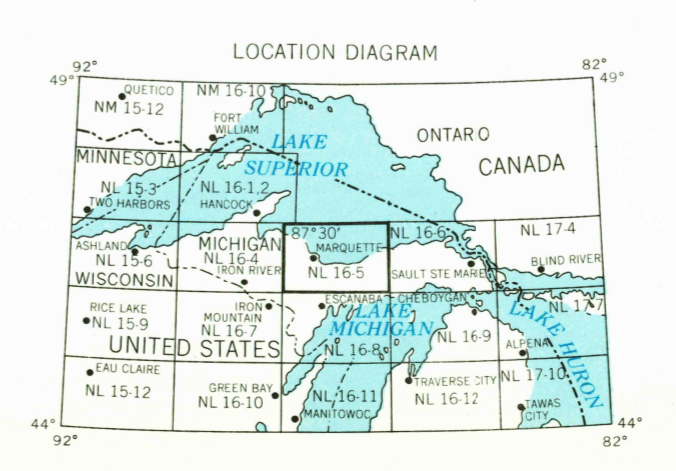 LOCATION DIAGRAM
92°
82°
49°
49°
QUETICO
NM 15-12
NM 16-10
FORT
WILLIAM
LAKE
SUPERIOR
ONTAR O
CANADA
MINNESOTA
NL 15-3
TWO HARBORS
NL 16-1,2
HANCOCK
ASHLAND
NL 15-6
WISCONSIN
MICHIGAN
NL 16-4
IRON RIVER
87°30'
MARQUETTE
NL 16-5
NL 16-6
SAULT STE MARIE
NL 17-4
BLIND RIVER
RICE LAKE
NL 15-9
IRON
MOUNTAIN
NL 16-7
UNITED STATES
ESCANABA
LAKE
MICHIGAN
NL 16-8
CHEBOYGAN
NL 16-9
NL 17-7
LAKE HURON
ALPENA
EAU CLAIRE
NL 15-12
GREEN BAY
NL 16-10
NL 16-11
MANITOWOC
TRAVERSE CITY
NL 16-12
NL 17-10
TAWAS
CITY
44°
44°
92°
82°